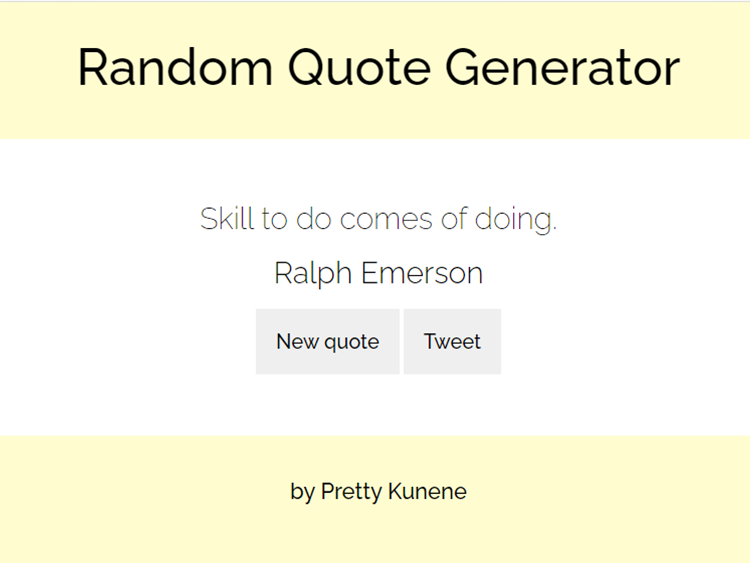 Random Quote Generator
Skill to do comes of doing.
Ralph Emerson
New quote Tweet
by Pretty Kunene